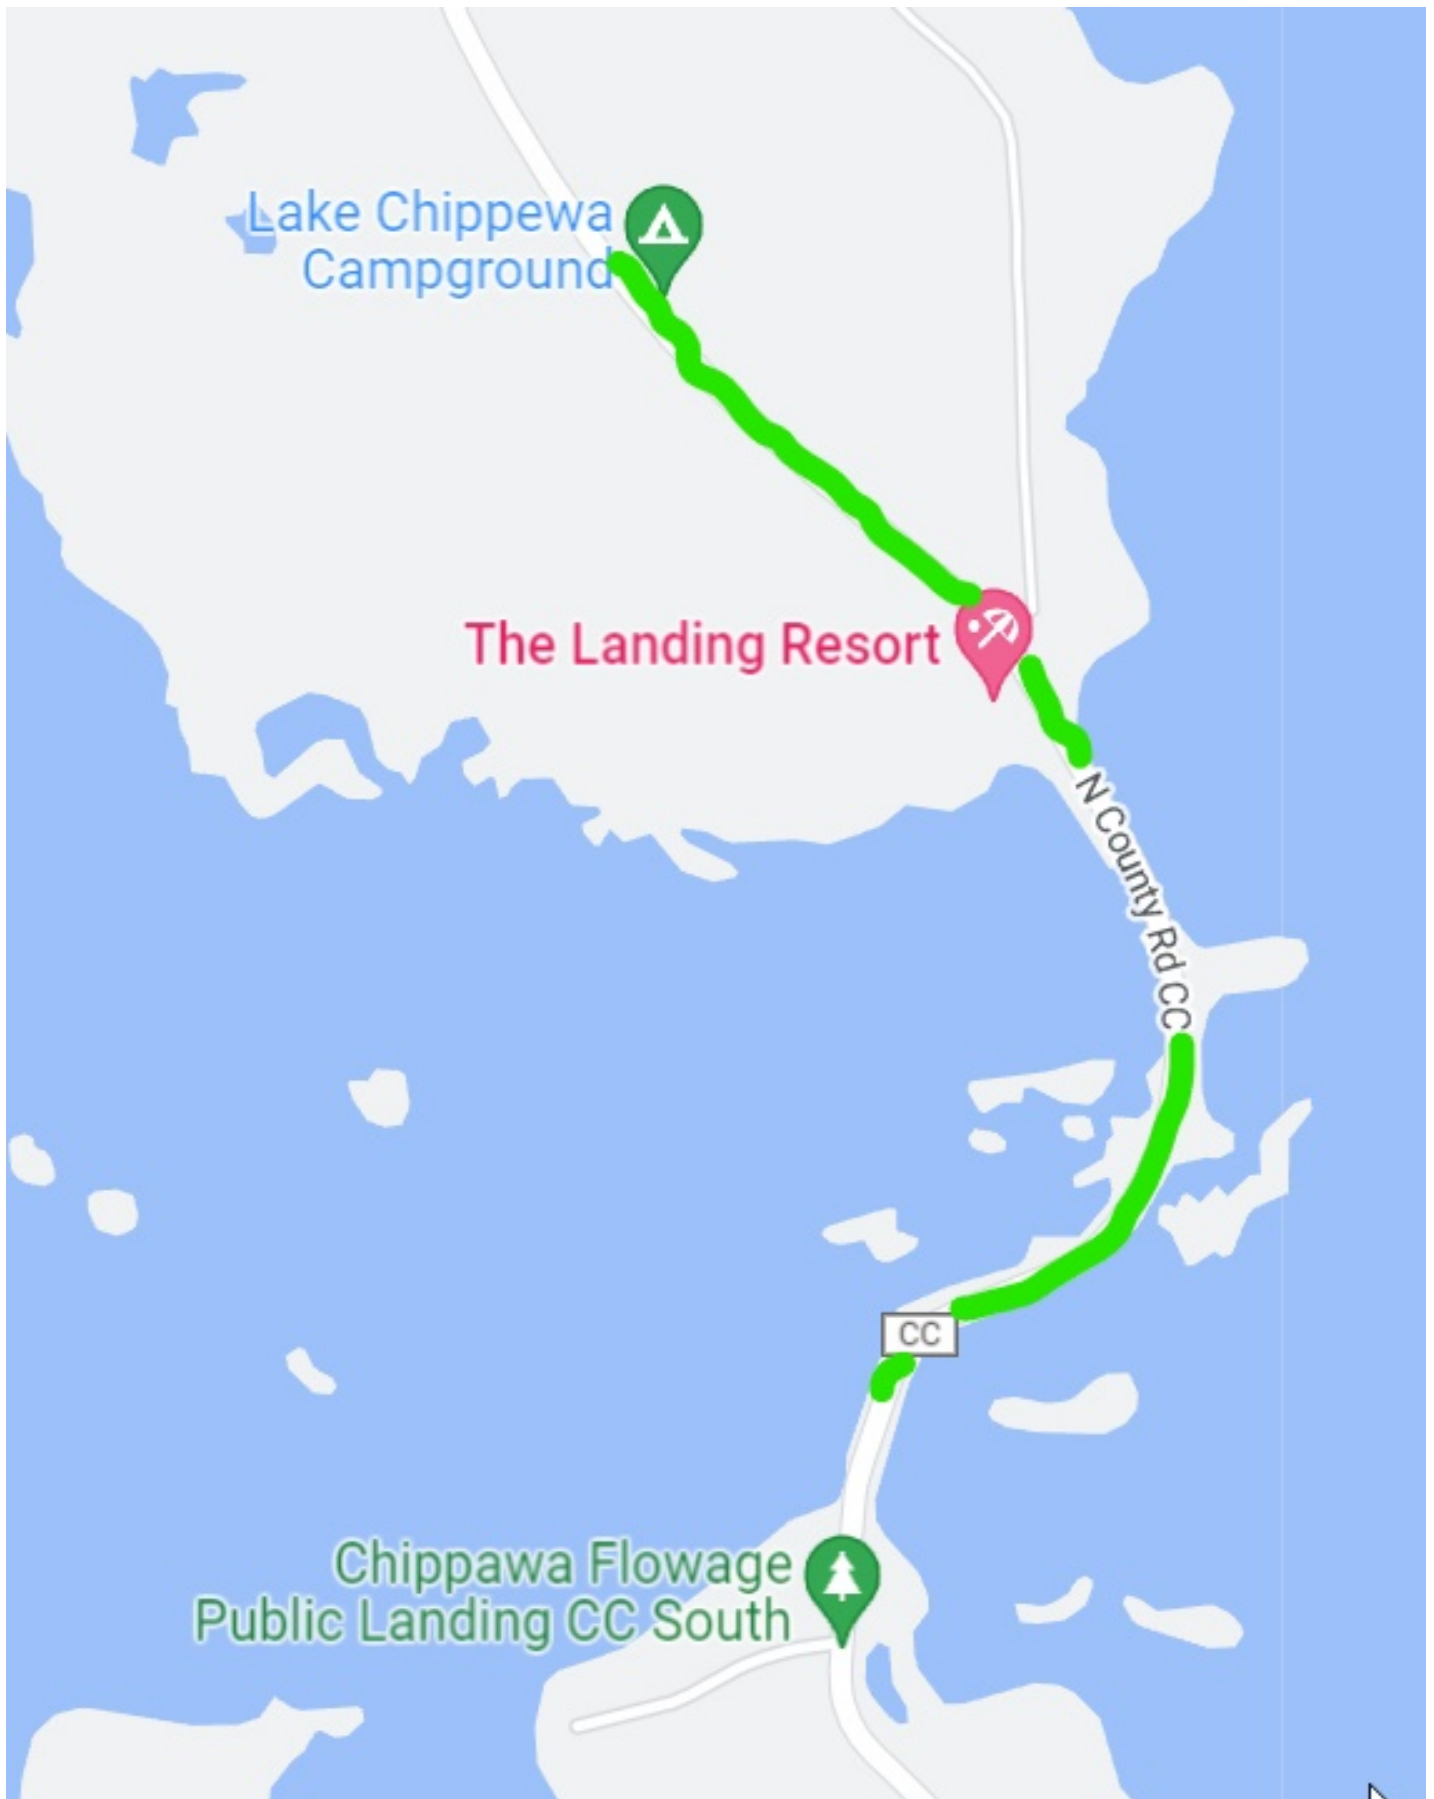 Lake Chippewa
Campground
The Landing Resort
N County Rd CC
CC
Chippawa Flowage
Public Landing CC South